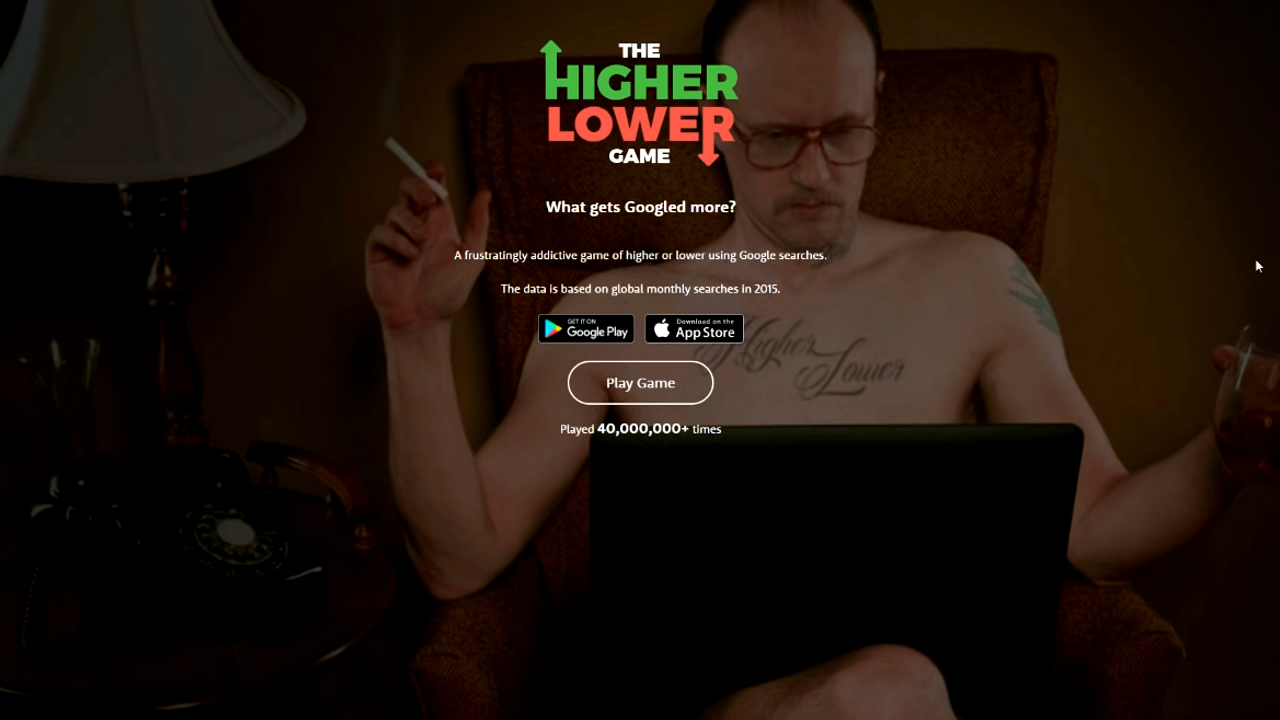 THE
HIGHER
LOWER
GAME
What gets Googled more?
A frustratingly addictive game of higher or lower using Google searches.
The data is based on global monthly searches in 2015.
GET IT ON
Google Play
Download on the
App Store
Higher
Lower
Play Game
Played 40,000,000+ times